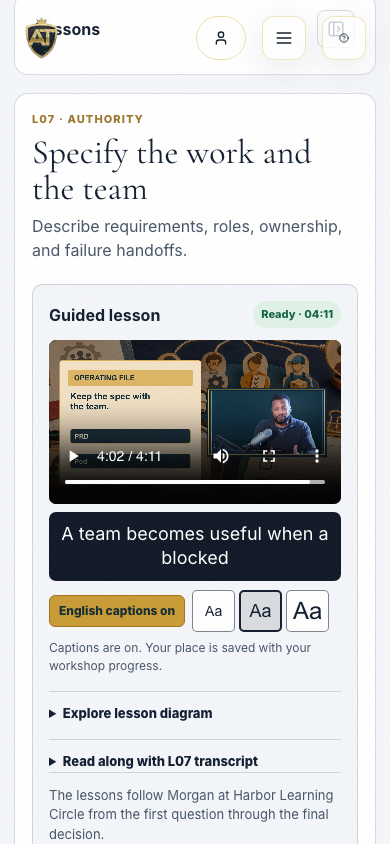 AT
ssons
L07 · AUTHORITY
Specify the work and
the team
Describe requirements, roles, ownership,
and failure handoffs.
Guided lesson
Ready · 04:11
OPERATING FILE
Keep the spec with
the team.
PRD
Pod
4:02 / 4:11
A team becomes useful when a
blocked
English captions on
Aa
Aa
Aa
Captions are on. Your place is saved with your
workshop progress.
Explore lesson diagram
Read along with L07 transcript
The lessons follow Morgan at Harbor Learning
Circle from the first question through the final
decision.